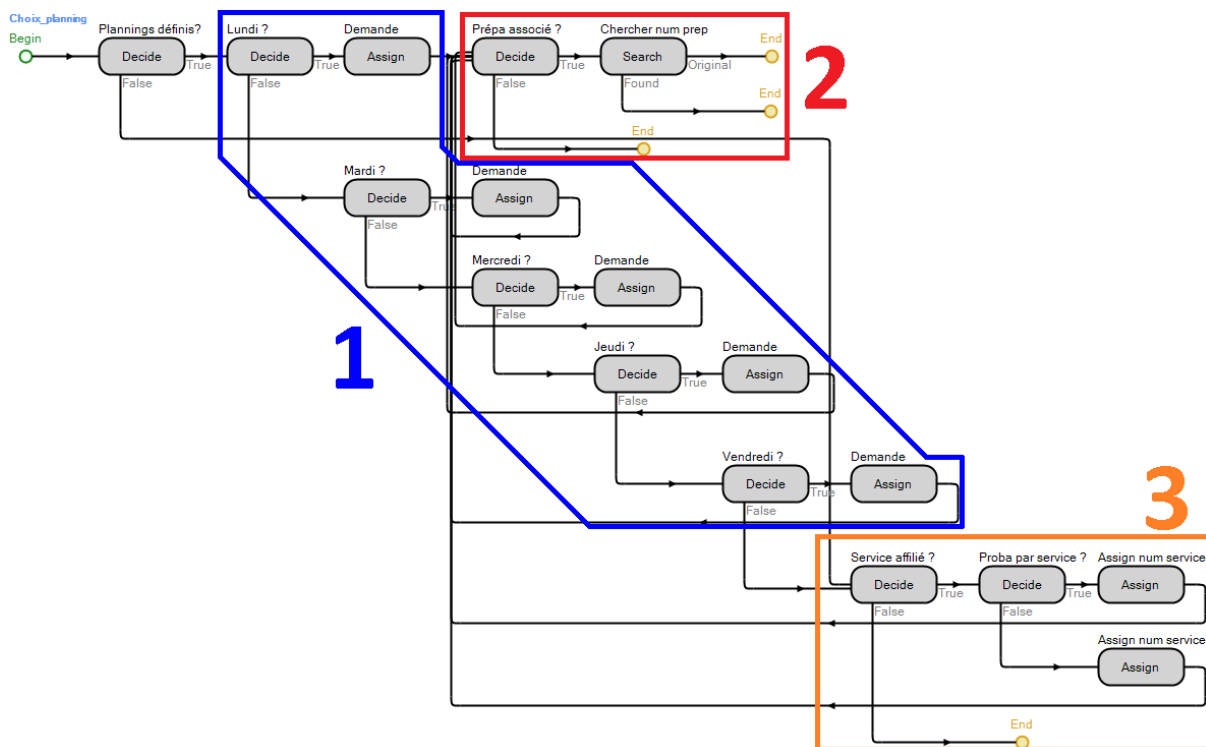 Choix_planning
Begin
Plannings définis?
Decide
True
False
Lundi ?
Decide
True
False
Demande
Assign
Prépa associé ?
Decide
True
False
Chercher num prep
Search
Original
Found
End
End
End
2
Mardi ?
Decide
True
False
Demande
Assign
Mercredi ?
Decide
True
False
Demande
Assign
1
Jeudi ?
Decide
True
False
Demande
Assign
Vendredi ?
Decide
True
False
Demande
Assign
3
Service affilié ?
Decide
True
False
Proba par service ?
Decide
True
False
Assign num service
Assign
Assign num service
Assign
End